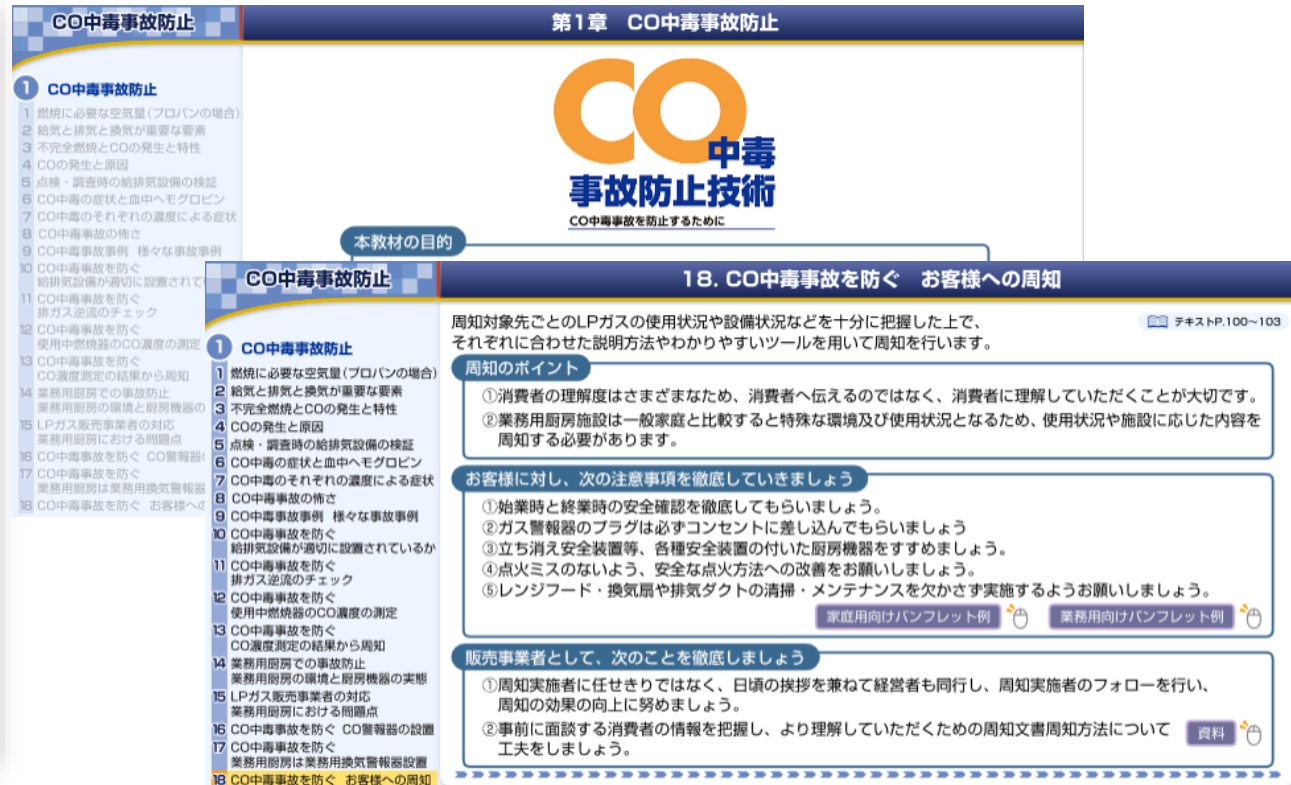 CO中毒事故防止
第1章 CO中毒事故防止
1 CO中毒事故防止
1 燃焼に必要な空気量(プロパンの場合)
2 給気と排気と換気が重要な要素
3 不完全燃焼とCOの発生と特性
4 COの発生と原因
5 点検・調査時の給排気設備の検証
6 CO中毒の症状と血中ヘモグロビン
7 CO中毒のそれぞれの濃度による症状
8 CO中毒事故の怖さ
9 CO中毒事故事例 様々な事故事例
10 CO中毒事故を防ぐ
給排気設備が適切に設置されてい
11 CO中毒事故を防ぐ
排ガス逆流のチェック
12 CO中毒事故を防ぐ
使用中燃焼器のCO濃度の測定
13 CO中毒事故を防ぐ
CO濃度測定の結果から周知
14 業務用厨房での事故防止
業務用厨房の環境と厨房機器の
15 LPガス販売事業者の対応
業務用厨房における問題点
16 CO中毒事故を防ぐ CO警報器
17 CO中毒事故を防ぐ
業務用厨房は業務用換気警報器
18 CO中毒事故を防ぐ お客様への
CO中毒
事故防止技術
CO中毒事故を防止するために
本教材の目的
CO中毒事故防止
18. CO中毒事故を防ぐ お客様への周知
1 CO中毒事故防止
1 燃焼に必要な空気量(プロパンの場合)
2 給気と排気と換気が重要な要素
3 不完全燃焼とCOの発生と特性
4 COの発生と原因
5 点検・調査時の給排気設備の検証
6 CO中毒の症状と血中ヘモグロビン
7 CO中毒のそれぞれの濃度による症状
8 CO中毒事故の怖さ
9 CO中毒事故事例 様々な事故事例
10 CO中毒事故を防ぐ
給排気設備が適切に設置されているか
11 CO中毒事故を防ぐ
排ガス逆流のチェック
12 CO中毒事故を防ぐ
使用中燃焼器のCO濃度の測定
13 CO中毒事故を防ぐ
CO濃度測定の結果から周知
14 業務用厨房での事故防止
業務用厨房の環境と厨房機器の実態
15 LPガス販売事業者の対応
業務用厨房における問題点
16 CO中毒事故を防ぐ CO警報器の設置
17 CO中毒事故を防ぐ
業務用厨房は業務用換気警報器設置
18 CO中毒事故を防ぐ お客様への周知
周知対象先ごとのLPガスの使用状況や設備状況などを十分に把握した上で、
それぞれに合わせた説明方法やわかりやすいツールを用いて周知を行います。
テキストP.100~103
周知のポイント
①消費者の理解度はさまざまなため、消費者へ伝えるのではなく、消費者に理解していただくことが大切です。
②業務用厨房施設は一般家庭と比較すると特殊な環境及び使用状況となるため、使用状況や施設に応じた内容を
周知する必要があります。
お客様に対し、次の注意事項を徹底していきましょう
①始業時と終業時の安全確認を徹底してもらいましょう。
②ガス警報器のプラグは必ずコンセントに差し込んでもらいましょう
③立ち消え安全装置等、各種安全装置の付いた厨房機器をすすめましょう。
④点火ミスのないよう、安全な点火方法への改善をお願いしましょう。
⑤レンジフード・換気扇や排気ダクトの清掃・メンテナンスを欠かさず実施するようお願いしましょう。
家庭用向けパンフレット例
業務用向けパンフレット例
販売事業者として、次のことを徹底しましょう
①周知実施者に任せきりではなく、日頃の挨拶を兼ねて経営者も同行し、周知実施者のフォローを行い、
周知の効果の向上に努めましょう。
②事前に面談する消費者の情報を把握し、より理解していただくための周知文書周知方法について
工夫をしましょう。
資料